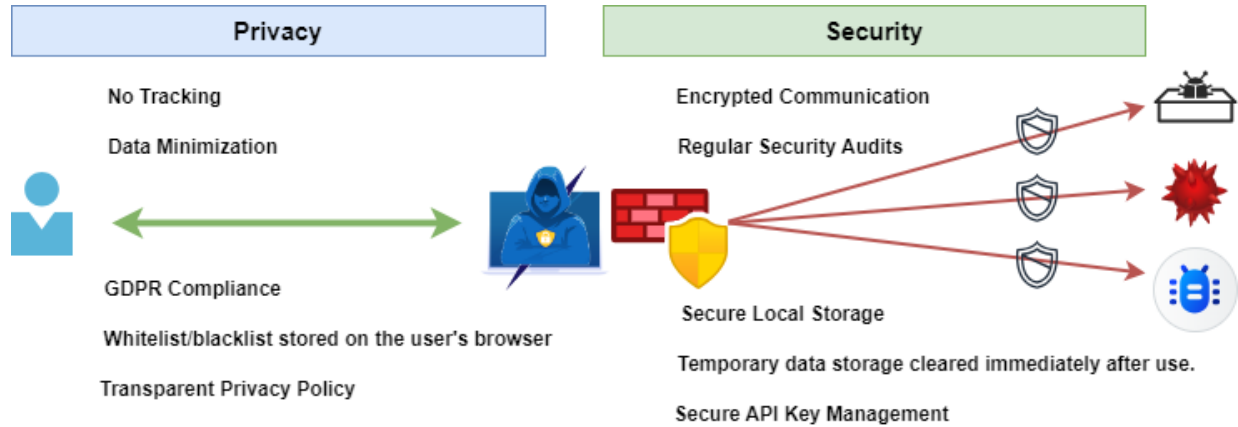 Privacy
No Tracking
Data Minimization
GDPR Compliance
Whitelist/blacklist stored on the user's browser
Transparent Privacy Policy
Security
Encrypted Communication
Regular Security Audits
Secure Local Storage
Temporary data storage cleared immediately after use.
Secure API Key Management